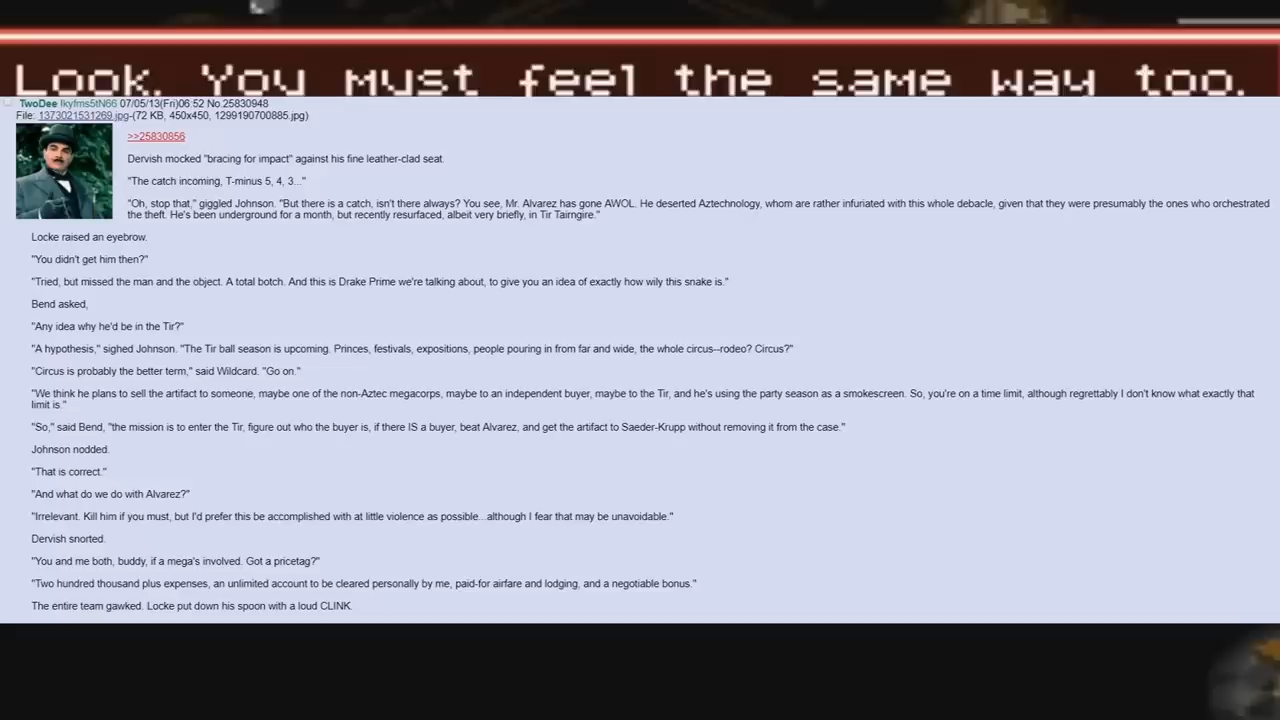 Look. You must feel the same way too.
TwoDee !kyfms5tN66 07/05/13(Fri)06:52 No.25830948
File: 1373021531269.jpg-(72 KB, 450x450, 1299190700885.jpg)
>>25830856
Dervish mocked "bracing for impact" against his fine leather-clad seat.
"The catch incoming, T-minus 5, 4, 3..."
"Oh, stop that," giggled Johnson. "But there is a catch, isn't there always? You see, Mr. Alvarez has gone AWOL. He deserted Aztechnology, whom are rather infuriated with this whole debacle, given that they were presumably the ones who orchestrated
the theft. He's been underground for a month, but recently resurfaced, albeit very briefly, in Tir Tairngire."
Locke raised an eyebrow.
"You didn't get him then?"
"Tried, but missed the man and the object. A total botch. And this is Drake Prime we're talking about, to give you an idea of exactly how wily this snake is."
Bend asked,
"Any idea why he'd be in the Tir?"
"A hypothesis," sighed Johnson. "The Tir ball season is upcoming. Princes, festivals, expositions, people pouring in from far and wide, the whole circus--rodeo? Circus?"
"Circus is probably the better term," said Wildcard. "Go on."
"We think he plans to sell the artifact to someone, maybe one of the non-Aztec megacorps, maybe to an independent buyer, maybe to the Tir, and he's using the party season as a smokescreen. So, you're on a time limit, although regrettably I don't know what exactly that
limit is."
"So," said Bend, "the mission is to enter the Tir, figure out who the buyer is, if there IS a buyer, beat Alvarez, and get the artifact to Saeder-Krupp without removing it from the case."
Johnson nodded.
"That is correct."
"And what do we do with Alvarez?"
"Irrelevant. Kill him if you must, but I'd prefer this be accomplished with at little violence as possible...although I fear that may be unavoidable."
Dervish snorted.
"You and me both, buddy, if a mega's involved. Got a pricetag?"
"Two hundred thousand plus expenses, an unlimited account to be cleared personally by me, paid-for airfare and lodging, and a negotiable bonus."
The entire team gawked. Locke put down his spoon with a loud CLINK.